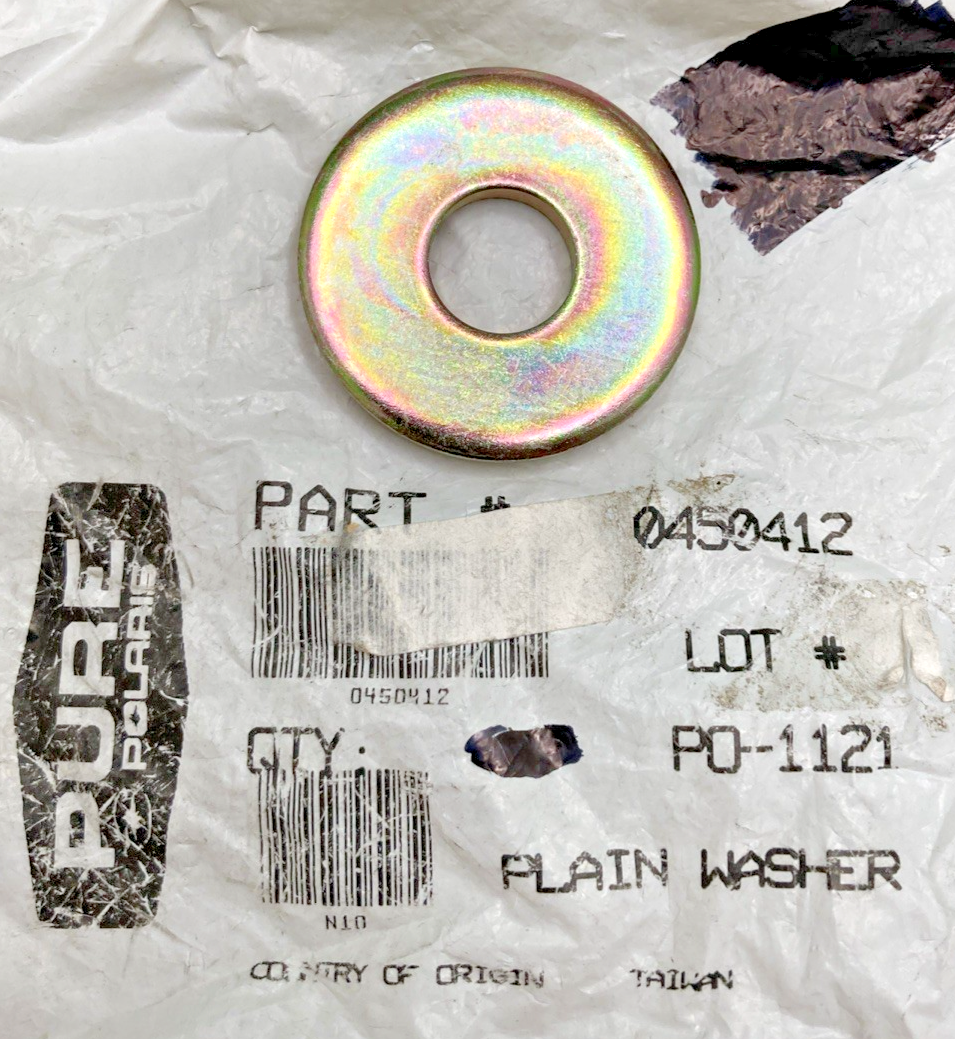 PURE
POLARIS
PART # 0450412
0450412
LOT #
QTY:
PO-1121
N10
PLAIN WASHER
COUNTRY OF ORIGIN TAIWAN